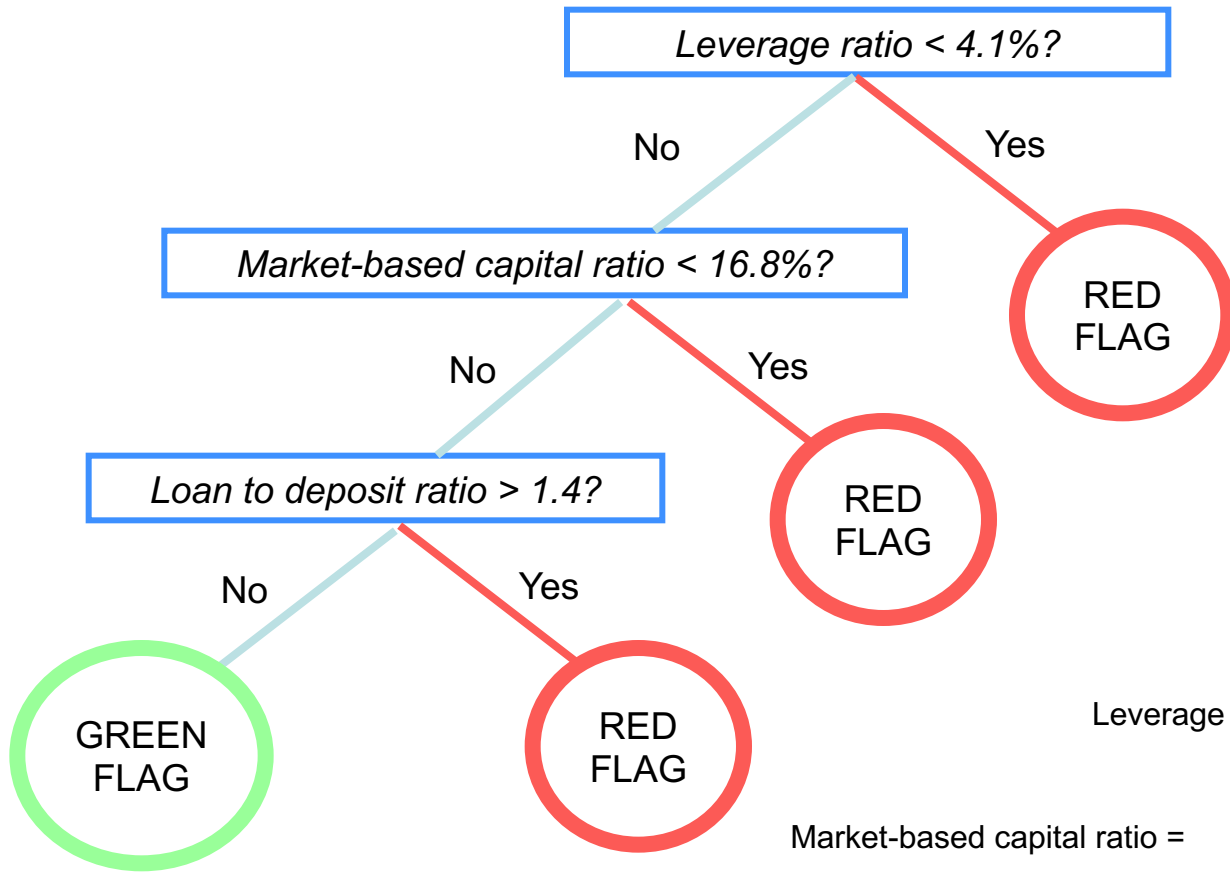 Leverage ratio < 4.1%?
No
Yes
Market-based capital ratio < 16.8%?
RED
FLAG
No
Yes
Loan to deposit ratio > 1.4?
RED
FLAG
No
Yes
GREEN
FLAG
RED
FLAG
Leverage
Market-based capital ratio =